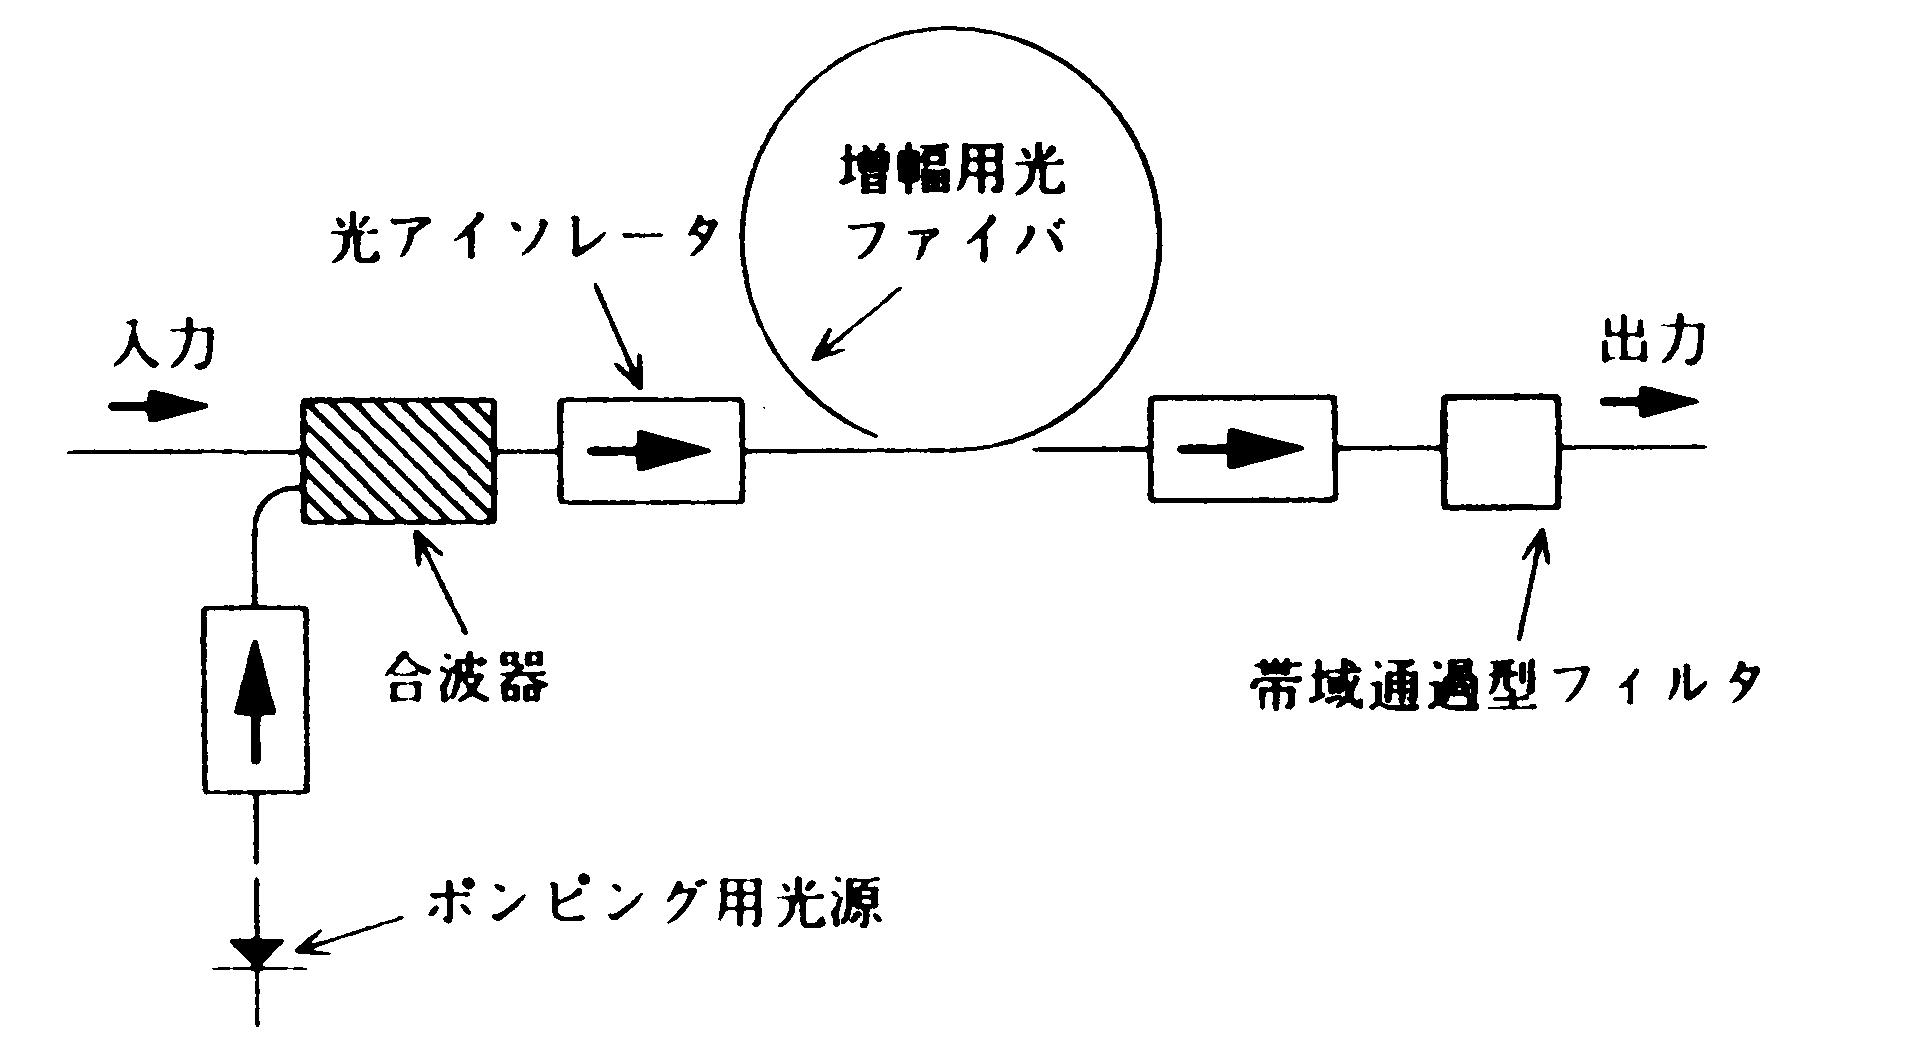 増幅用光
ファイバ
光アイソレータ
入力
出力
合波器
帯域通過型フィルタ
ポンピング用光源